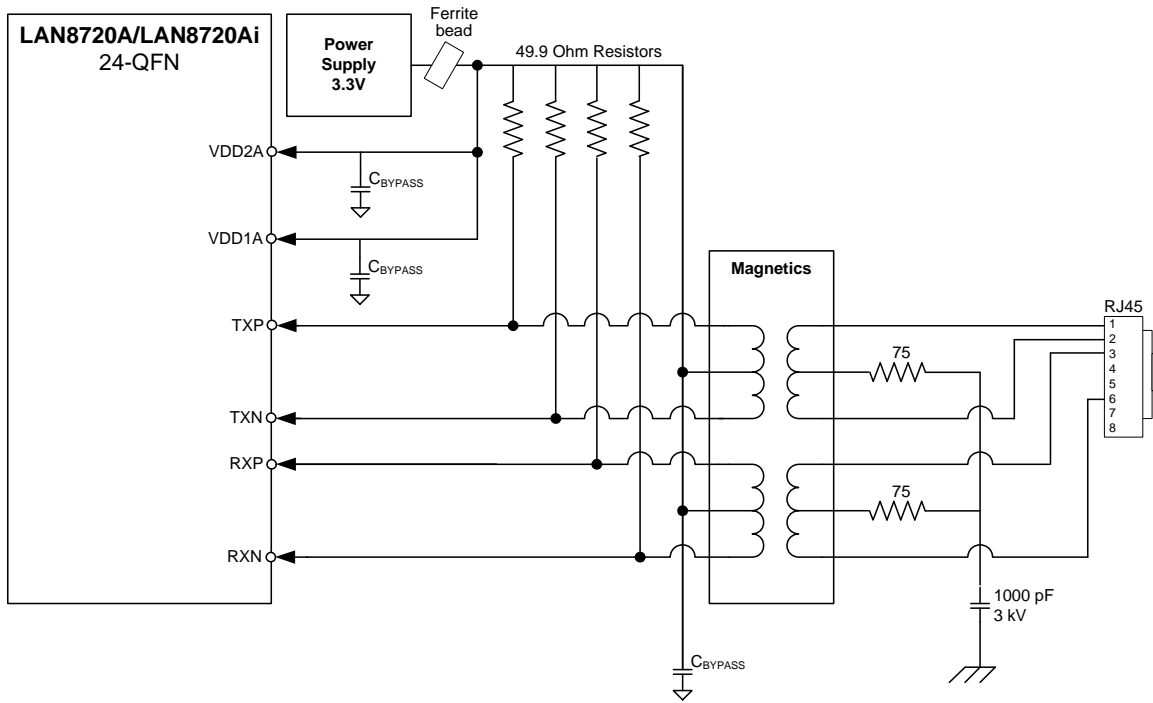 LAN8720A/LAN8720Ai
24-QFN
Power
Supply
3.3V
Ferrite
bead
49.9 Ohm Resistors
VDD2A
CBYPASS
VDD1A
CBYPASS
Magnetics
TXP
RJ45
1
2
3
4
5
6
7
8
75
TXN
RXP
75
RXN
1000 pF
3 kV
CBYPASS